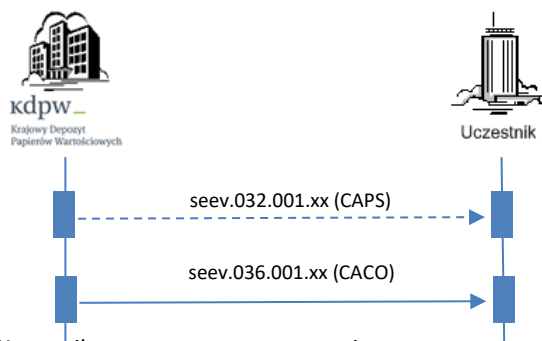 kdpw_
Krajowy Depozyt
Papierów Wartościowych
Uczestnik
seev.032.001.xx (CAPS)
seev.036.001.xx (CACO)